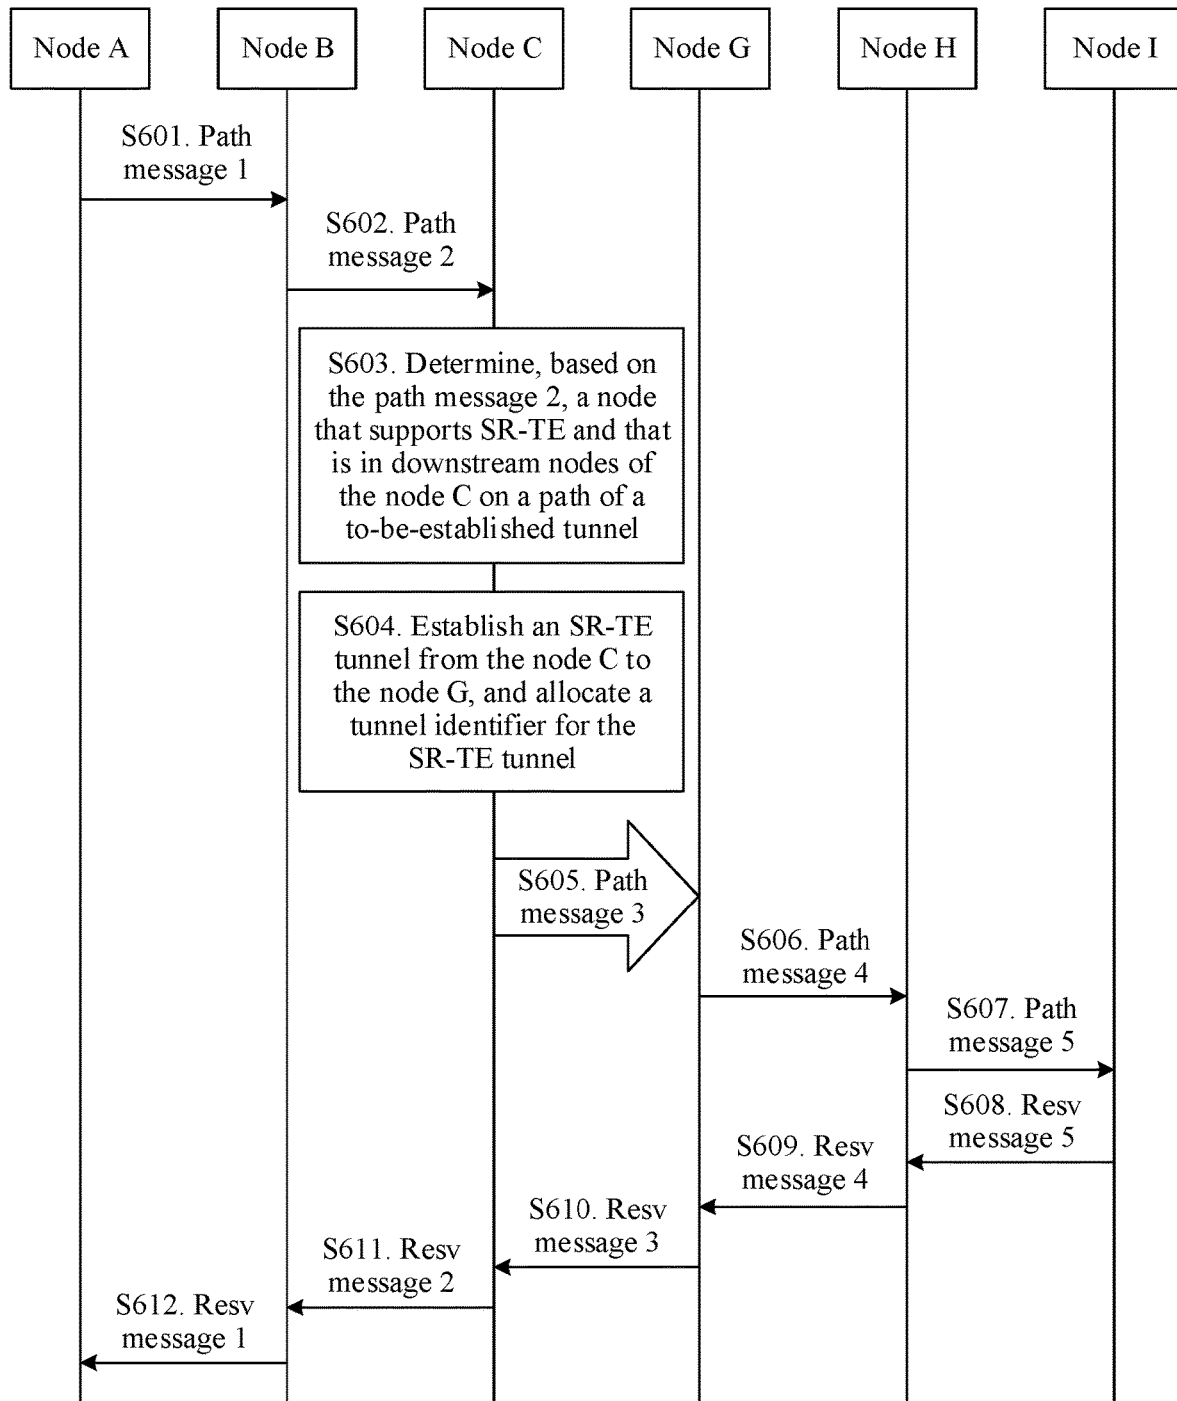 Node A
Node B
Node C
Node G
Node H
Node I
S601. Path
message 1
S602. Path
message 2
S603. Determine, based on
the path message 2, a node
that supports SR-TE and that
is in downstream nodes of
the node C on a path of a
to-be-established tunnel
S604. Establish an SR-TE
tunnel from the node C to
the node G, and allocate a
tunnel identifier for the
SR-TE tunnel
S605. Path
message 3
S606. Path
message 4
S607. Path
message 5
S608. Resv
message 5
S609. Resv
message 4
S610. Resv
message 3
S611. Resv
message 2
S612. Resv
message 1